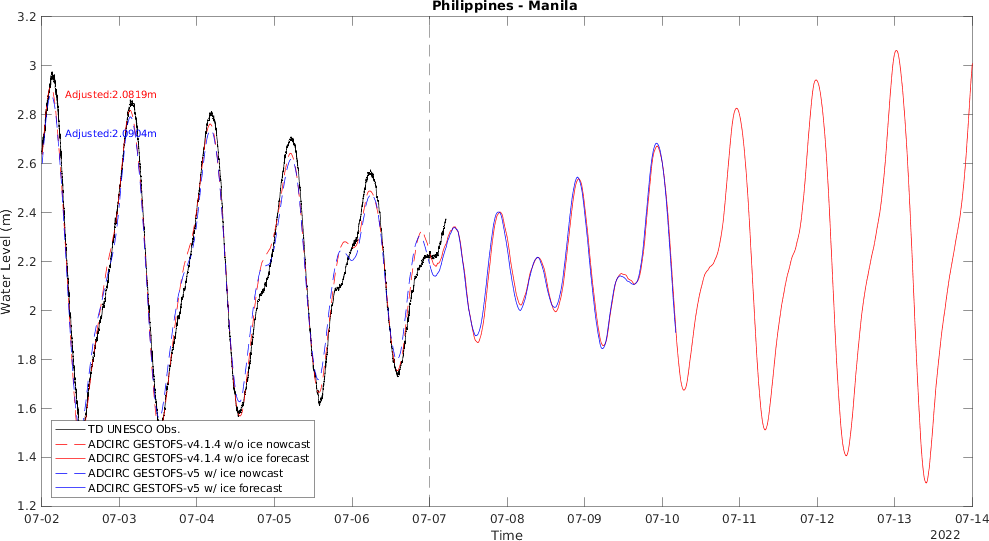 Philippines - Manila
3.2
3
2.8
2.6
2.4
2.2
2
1.8
1.6
1.4
1.2
Water Level (m)
Adjusted:2.0819m
Adjusted:2.0904m
TD UNESCO Obs.
ADCIRC GESTOFS-v4.1.4 w/o ice nowcast
ADCIRC GESTOFS-v4.1.4 w/o ice forecast
ADCIRC GESTOFS-v5 w/ ice nowcast
ADCIRC GESTOFS-v5 w/ ice forecast
07-02 07-03 07-04 07-05 07-06 07-07 07-08 07-09 07-10 07-11 07-12 07-13 07-14
Time
2022